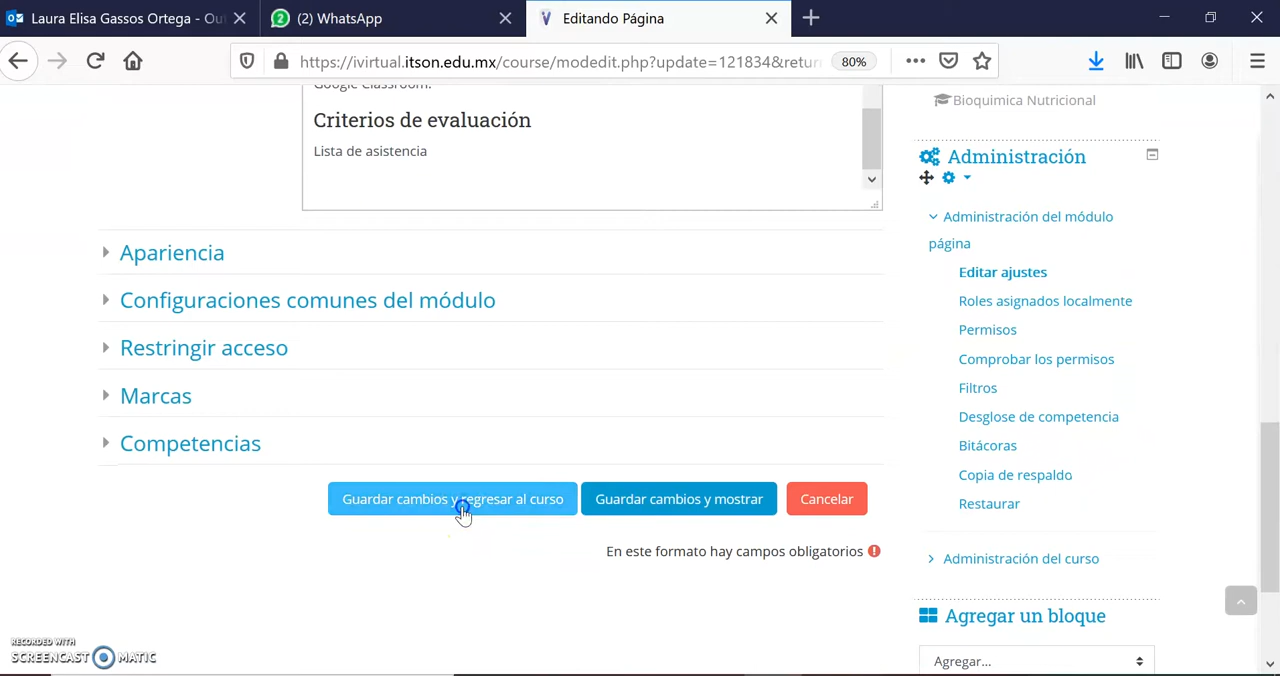 Laura Elisa Gassos Ortega - Ou
(2) WhatsApp
Editando Página
https://ivirtual.itson.edu.mx/course/modedit.php?update=121834&retur
80%
Google Classroom.
Criterios de evaluación
Lista de asistencia
Apariencia
Configuraciones comunes del módulo
Restringir acceso
Marcas
Competencias
Guardar cambios y regresar al curso
Guardar cambios y mostrar
Cancelar
En este formato hay campos obligatorios
Bioquimica Nutricional
Administración
Administración del módulo
página
Editar ajustes
Roles asignados localmente
Permisos
Comprobar los permisos
Filtros
Desglose de competencia
Bitácoras
Copia de respaldo
Restaurar
Administración del curso
Agregar un bloque
Agregar...
RECORDED WITH
SCREENCAST MATIC